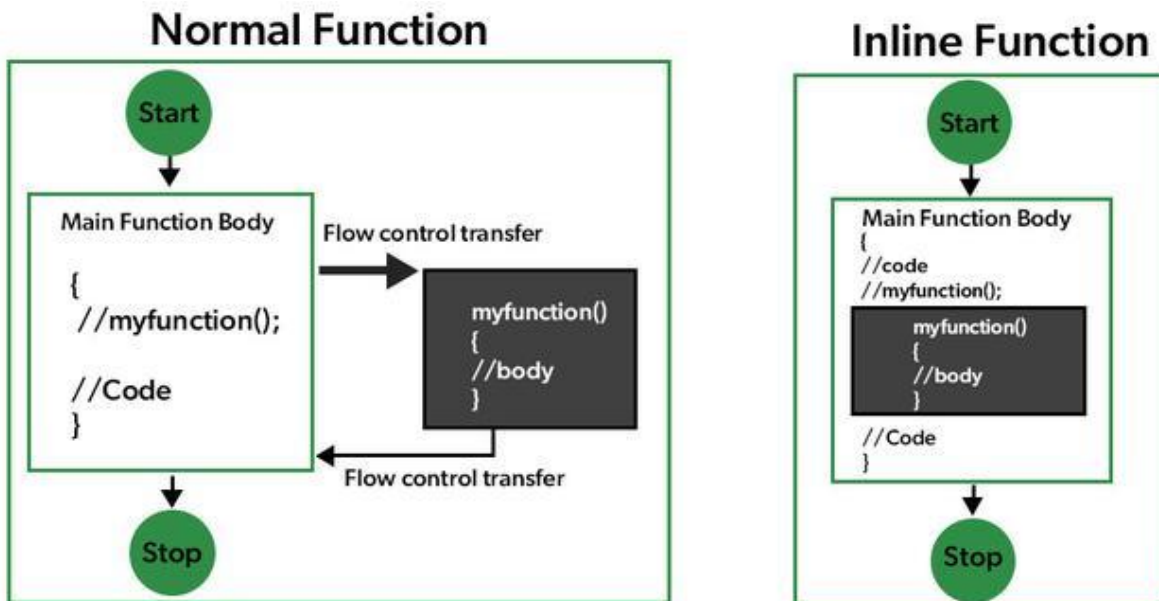 Normal Function
Start
Main Function Body
{
//myfunction();
//Code
}
Flow control transfer
myfunction()
{
//body
}
Flow control transfer
Stop
Inline Function
Start
Main Function Body
{
//code
//myfunction();
myfunction()
{
//body
}
//Code
}
Stop